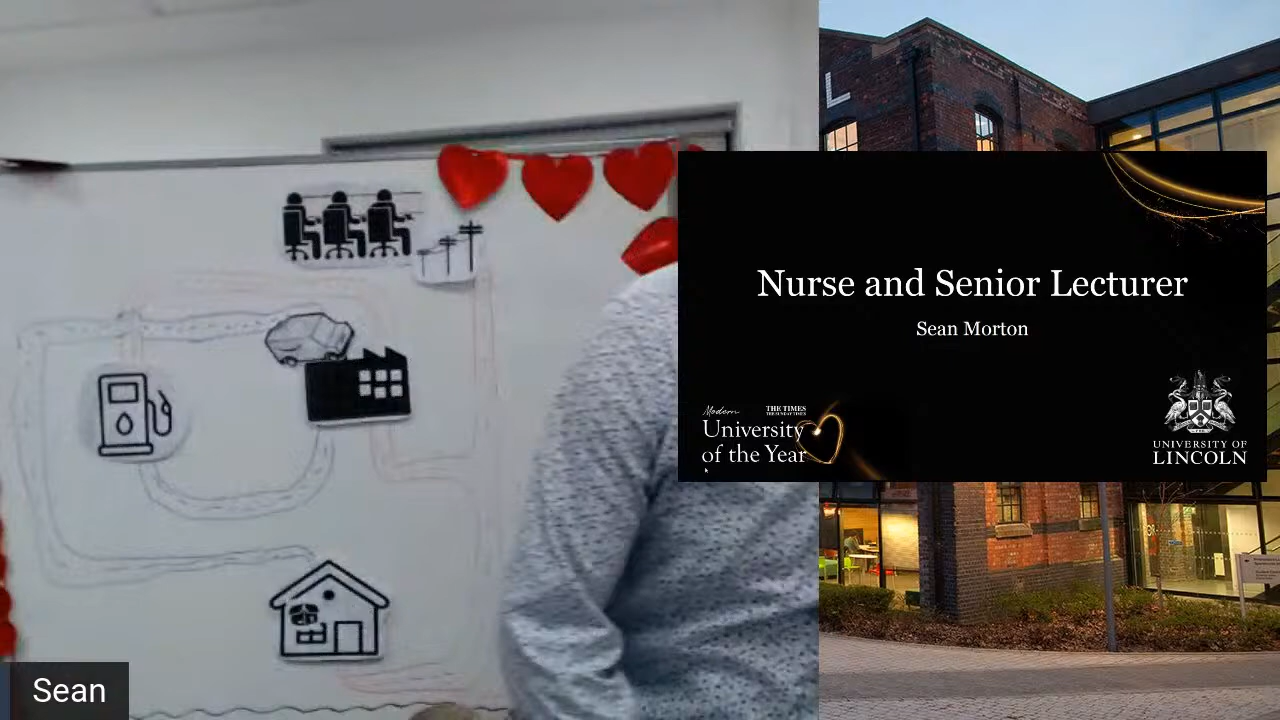 L
Nurse and Senior Lecturer
Sean Morton
Modern
THE TIMES
THE SUNDAY TIMES
University
of the Year
UNIVERSITY OF
LINCOLN
Sean